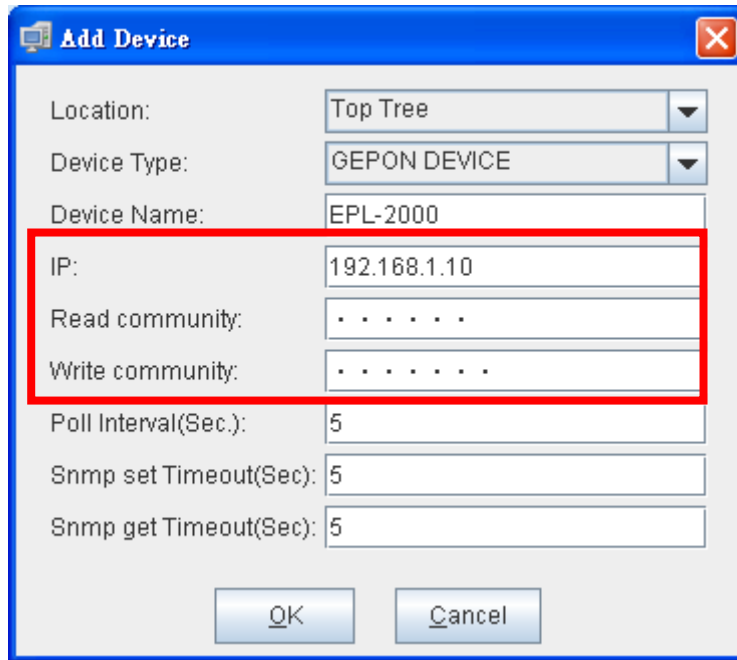 Add Device
Location: Top Tree
Device Type: GEPON DEVICE
Device Name: EPL-2000
IP: 192.168.1.10
Read community: ......
Write community: .......
Poll Interval(Sec.): 5
Snmp set Timeout(Sec): 5
Snmp get Timeout(Sec): 5
OK Cancel